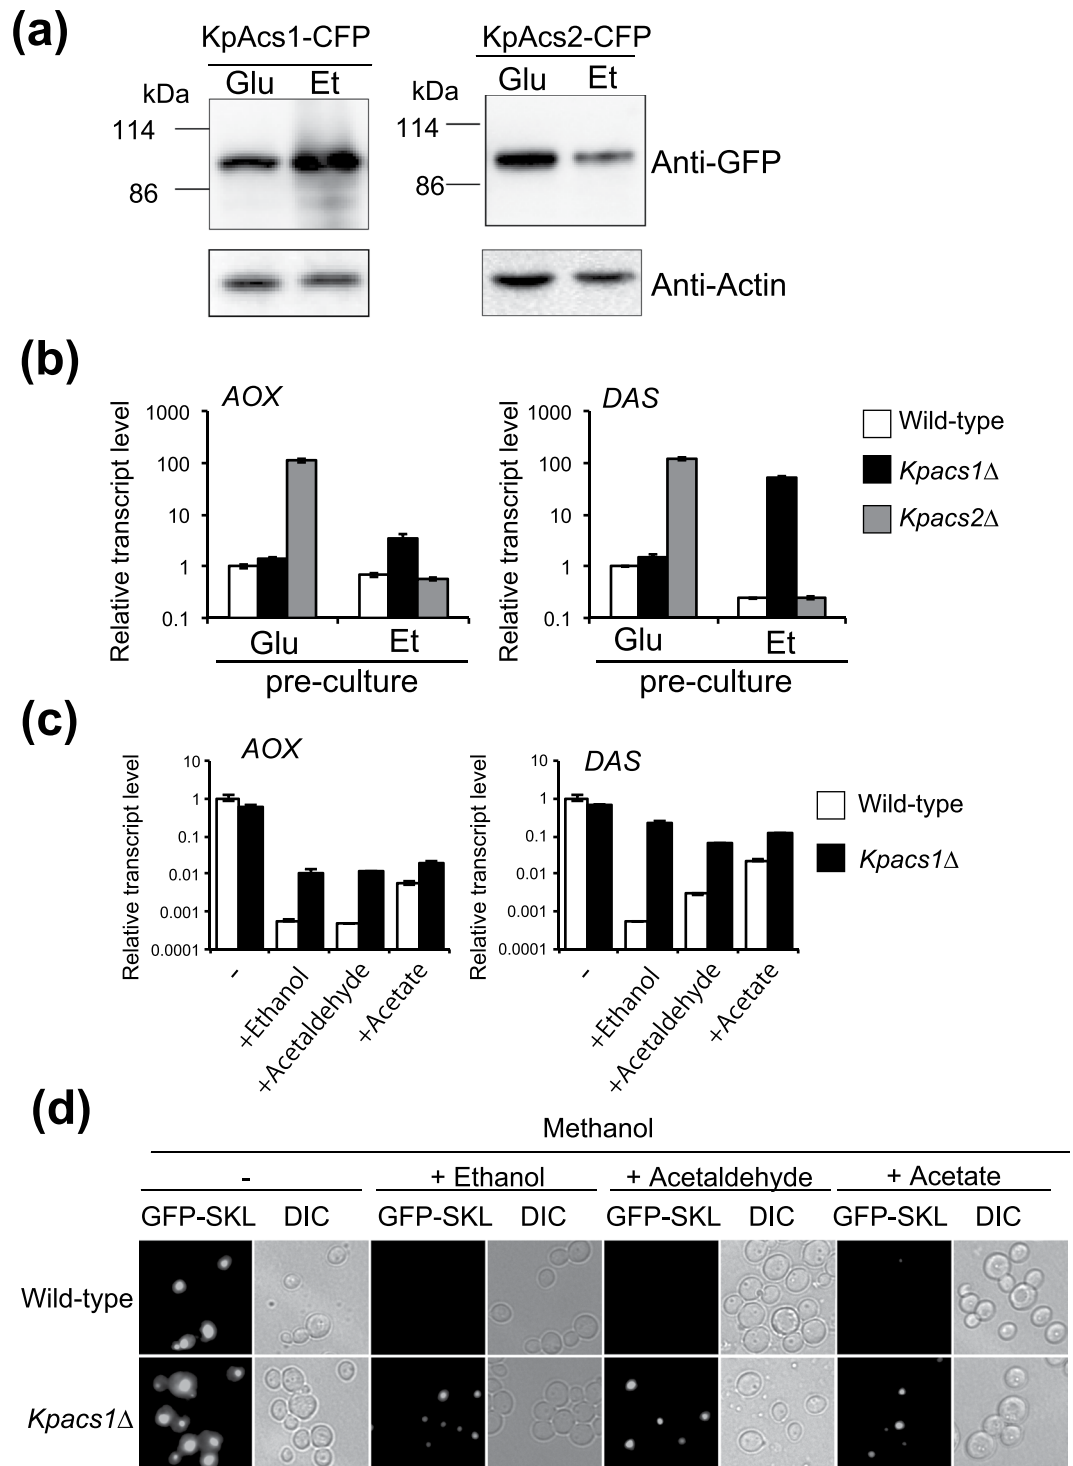 (a)
KpAcs1-CFP
KpAcs2-CFP
Glu Et
Glu Et
kDa
kDa
114
114
86
86
Anti-GFP
Anti-Actin
(b)
AOX
DAS
Relative transcript level
1000
100
10
1
0.1
Glu
Et
pre-culture
Relative transcript level
1000
100
10
1
0.1
Glu
Et
pre-culture
Wild-type
Kpacs1Δ
Kpacs2Δ
(c)
AOX
DAS
Relative transcript level
10
1
0.1
0.01
0.001
0.0001
-
+Ethanol
+Acetaldehyde
+Acetate
Relative transcript level
10
1
0.1
0.01
0.001
0.0001
-
+Ethanol
+Acetaldehyde
+Acetate
Wild-type
Kpacs1Δ
(d)
Methanol
- + Ethanol + Acetaldehyde + Acetate
GFP-SKL DIC GFP-SKL DIC GFP-SKL DIC GFP-SKL DIC
Wild-type
Kpacs1Δ